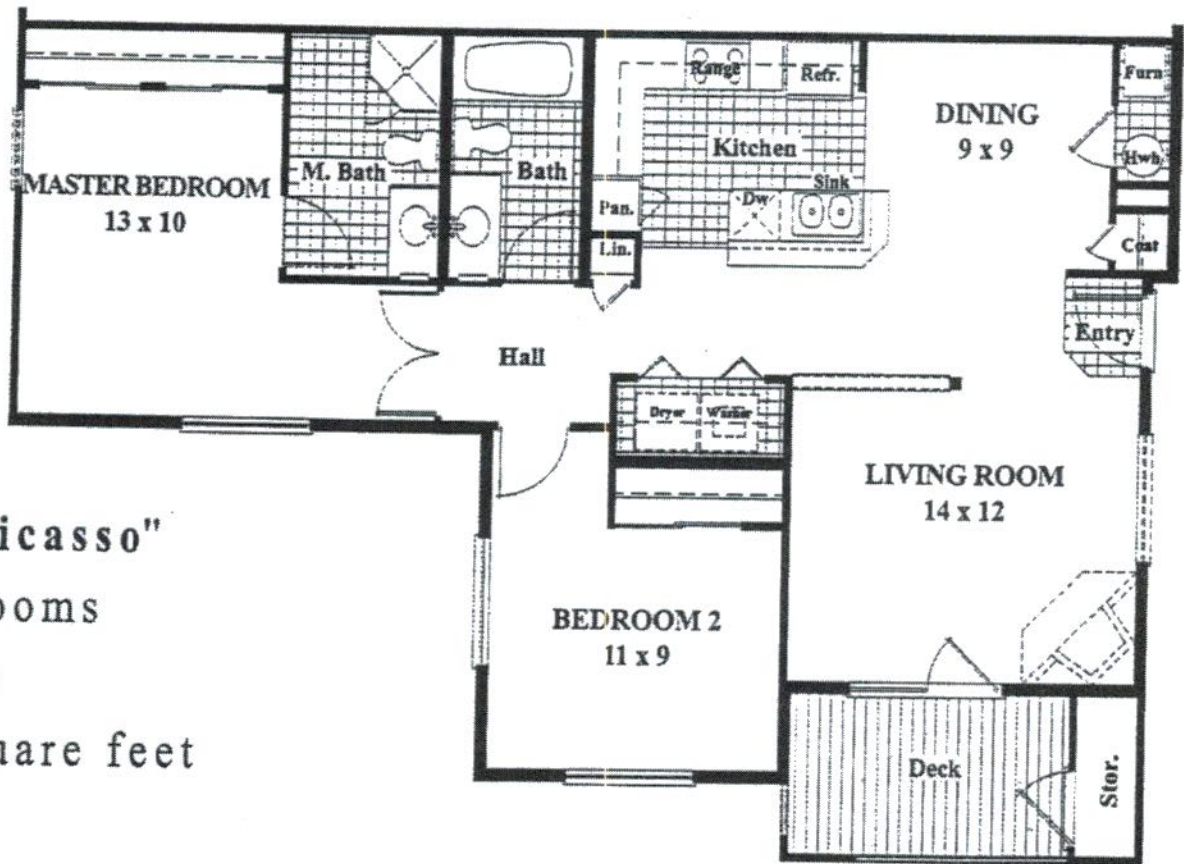 Range
Refr.
Furn
DINING
9 x 9
Kitchen
Hwh
MASTER BEDROOM
13 x 10
M. Bath
Bath
Sink
Dw
Pan.
Lin.
Coat
Entry
Hall
Dryer
Washer
LIVING ROOM
14 x 12
icasso"
ooms
BEDROOM 2
11 x 9
uare feet
Deck
Stor.